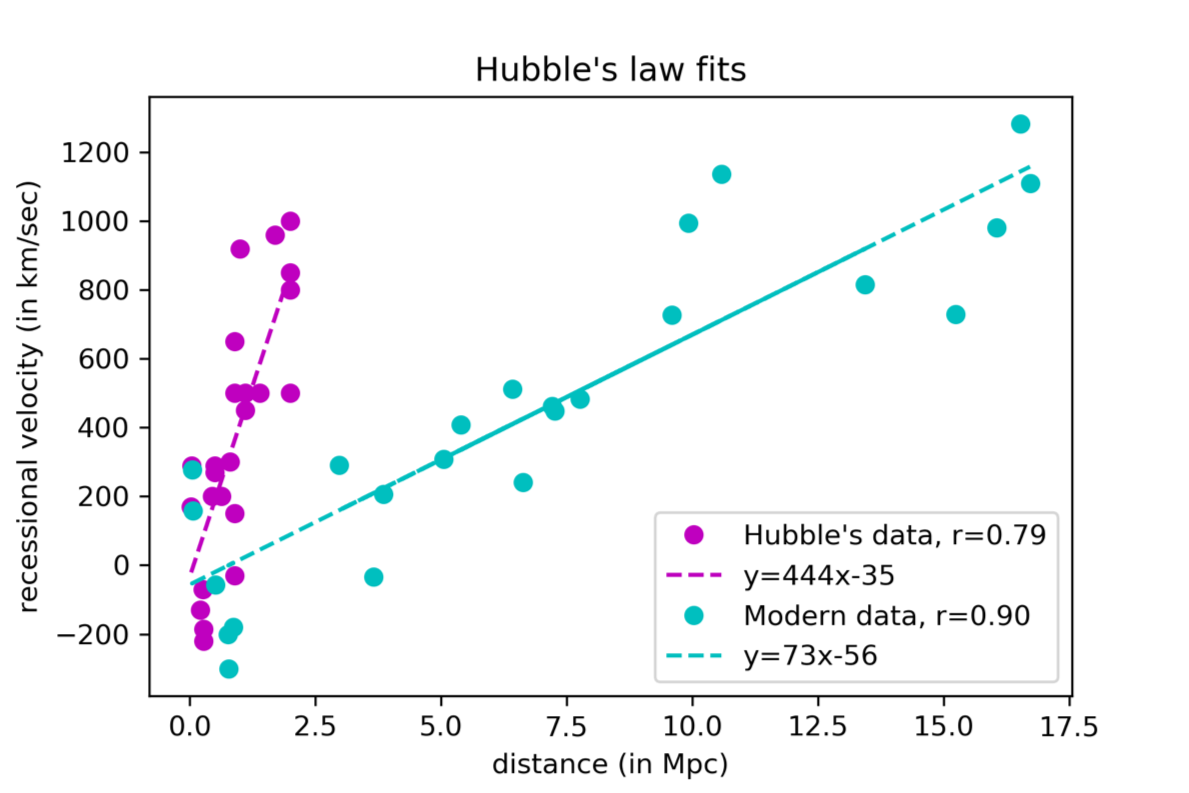 Hubble's law fits
recessional velocity (in km/sec)
1200
1000
800
600
400
200
0
−200
Hubble's data, r=0.79
y=444x-35
Modern data, r=0.90
y=73x-56
0.0 2.5 5.0 7.5 10.0 12.5 15.0 17.5
distance (in Mpc)